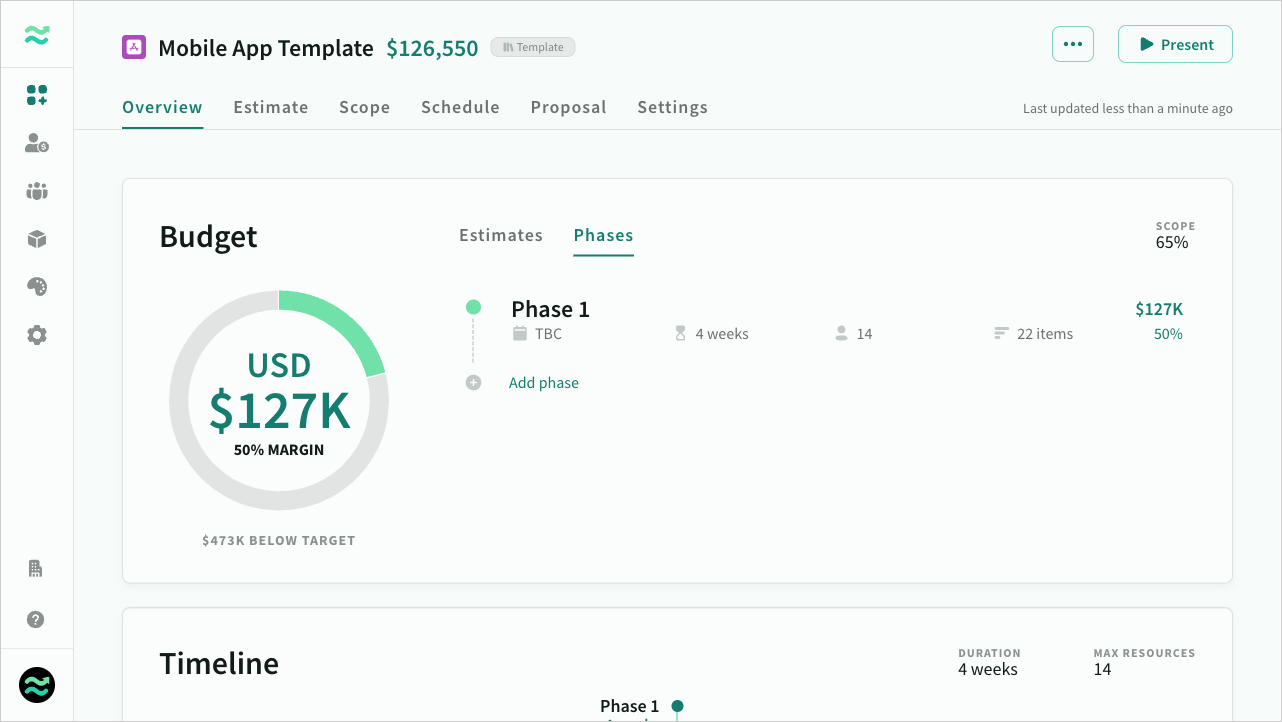 Mobile App Template $126,550 Template
Present
Overview Estimate Scope Schedule Proposal Settings
Last updated less than a minute ago
Budget
Estimates Phases
SCOPE
65%
USD
$127K
50% MARGIN
$473K BELOW TARGET
Phase 1 $127K
TBC 4 weeks 14 22 items 50%
Add phase
Timeline
DURATION MAX RESOURCES
4 weeks 14
Phase 1